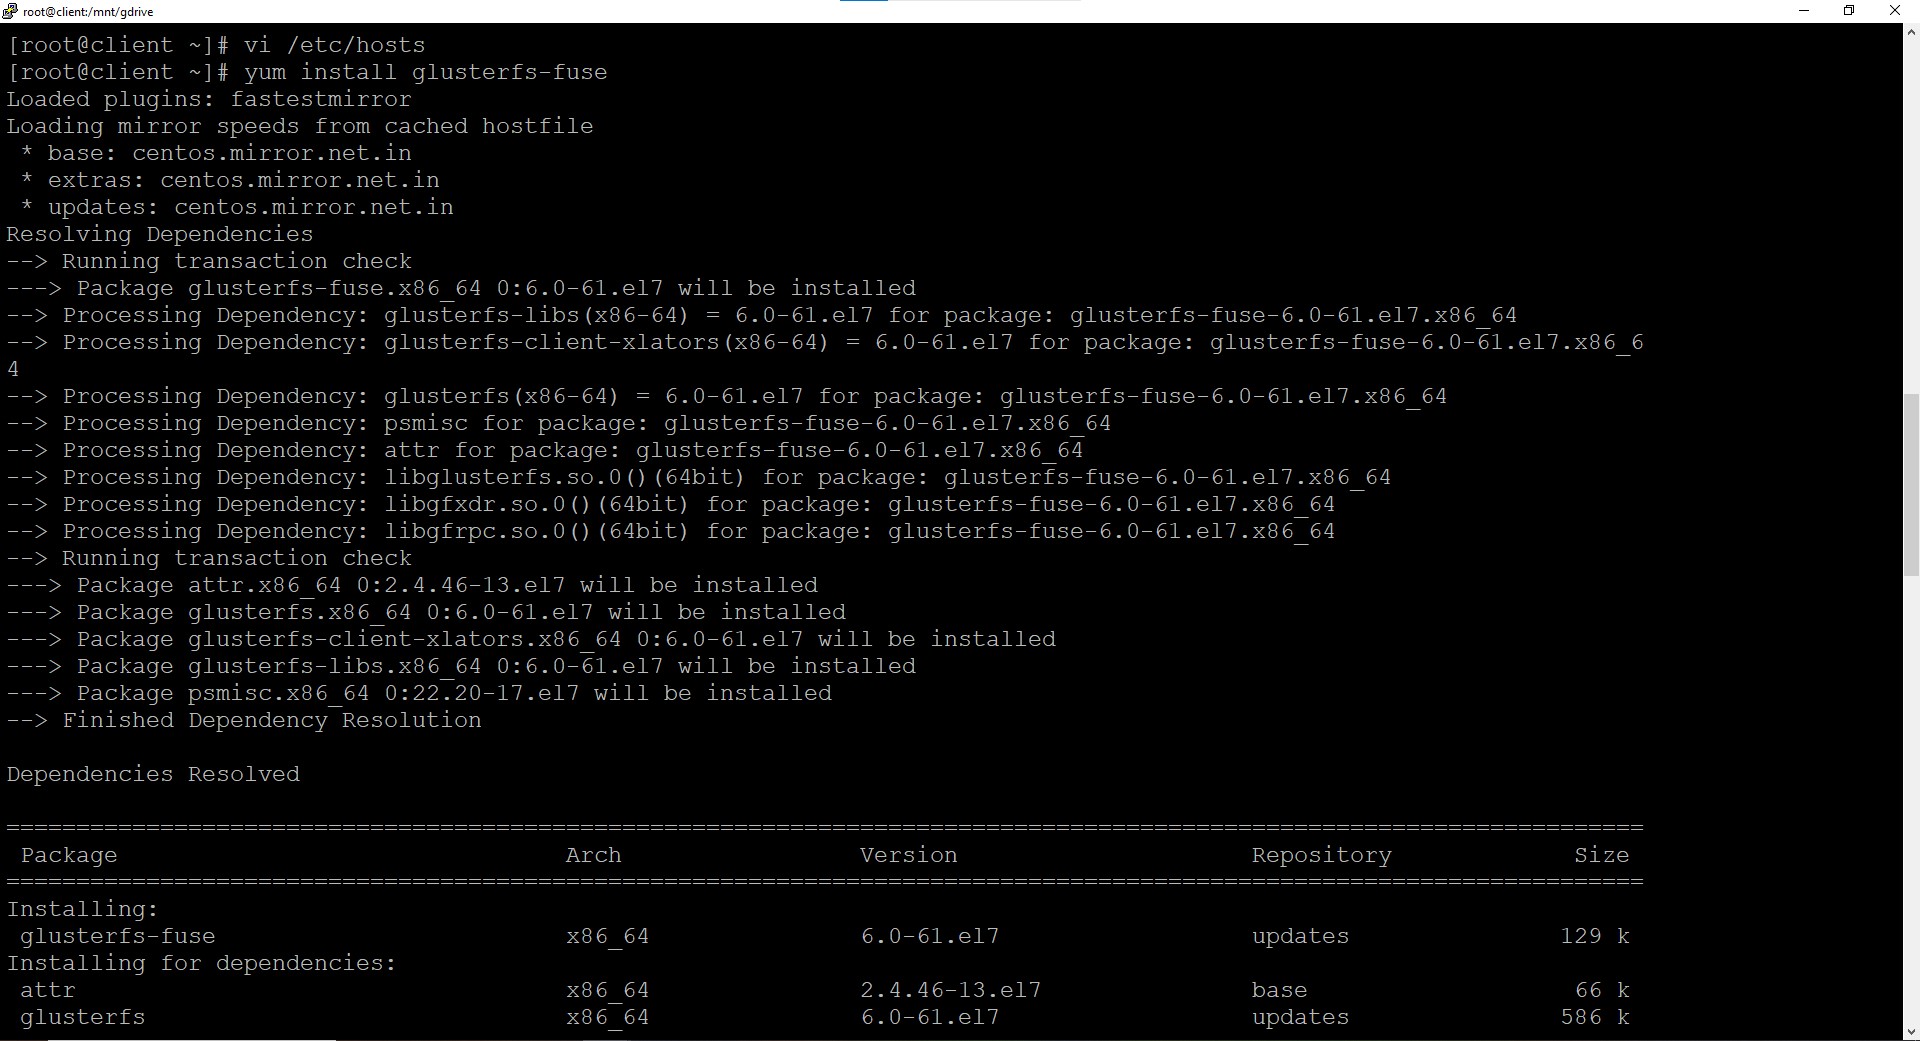 root@client:/mnt/gdrive
[root@client ~]# vi /etc/hosts
[root@client ~]# yum install glusterfs-fuse
Loaded plugins: fastestmirror
Loading mirror speeds from cached hostfile
 * base: centos.mirror.net.in
 * extras: centos.mirror.net.in
 * updates: centos.mirror.net.in
Resolving Dependencies
--> Running transaction check
---> Package glusterfs-fuse.x86_64 0:6.0-61.el7 will be installed
--> Processing Dependency: glusterfs-libs(x86-64) = 6.0-61.el7 for package: glusterfs-fuse-6.0-61.el7.x86_64
--> Processing Dependency: glusterfs-client-xlators(x86-64) = 6.0-61.el7 for package: glusterfs-fuse-6.0-61.el7.x86_6
4
--> Processing Dependency: glusterfs(x86-64) = 6.0-61.el7 for package: glusterfs-fuse-6.0-61.el7.x86_64
--> Processing Dependency: psmisc for package: glusterfs-fuse-6.0-61.el7.x86_64
--> Processing Dependency: attr for package: glusterfs-fuse-6.0-61.el7.x86_64
--> Processing Dependency: libglusterfs.so.0()(64bit) for package: glusterfs-fuse-6.0-61.el7.x86_64
--> Processing Dependency: libgfxdr.so.0()(64bit) for package: glusterfs-fuse-6.0-61.el7.x86_64
--> Processing Dependency: libgfrpc.so.0()(64bit) for package: glusterfs-fuse-6.0-61.el7.x86_64
--> Running transaction check
---> Package attr.x86_64 0:2.4.46-13.el7 will be installed
---> Package glusterfs.x86_64 0:6.0-61.el7 will be installed
---> Package glusterfs-client-xlators.x86_64 0:6.0-61.el7 will be installed
---> Package glusterfs-libs.x86_64 0:6.0-61.el7 will be installed
---> Package psmisc.x86_64 0:22.20-17.el7 will be installed
--> Finished Dependency Resolution

Dependencies Resolved

=====================================================================================================================
 Package                                Arch                 Version                     Repository             Size
=====================================================================================================================
Installing:
 glusterfs-fuse                         x86_64               6.0-61.el7                  updates               129 k
Installing for dependencies:
 attr                                   x86_64               2.4.46-13.el7               base                   66 k
 glusterfs                              x86_64               6.0-61.el7                  updates               586 k